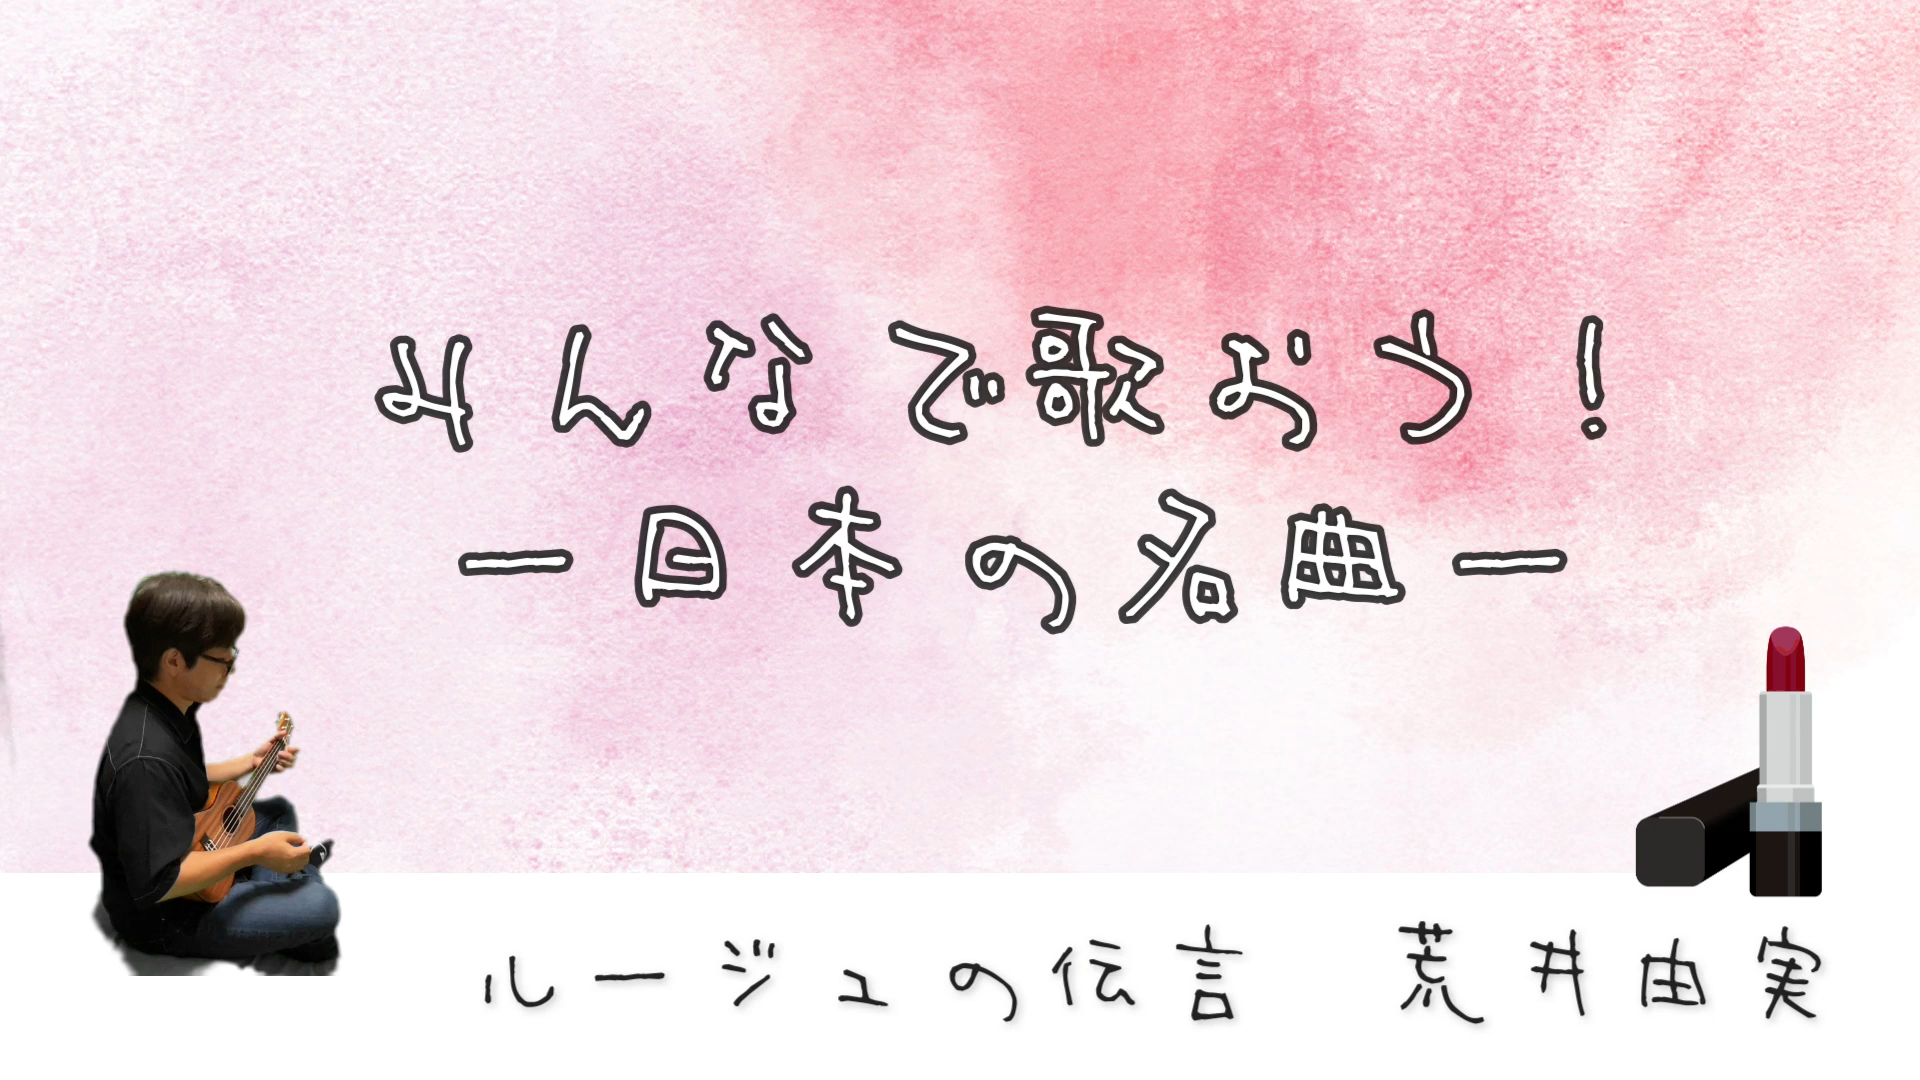 みんなで歌おう！
ー日本の名典ー
ルージュの伝言　荒井由実